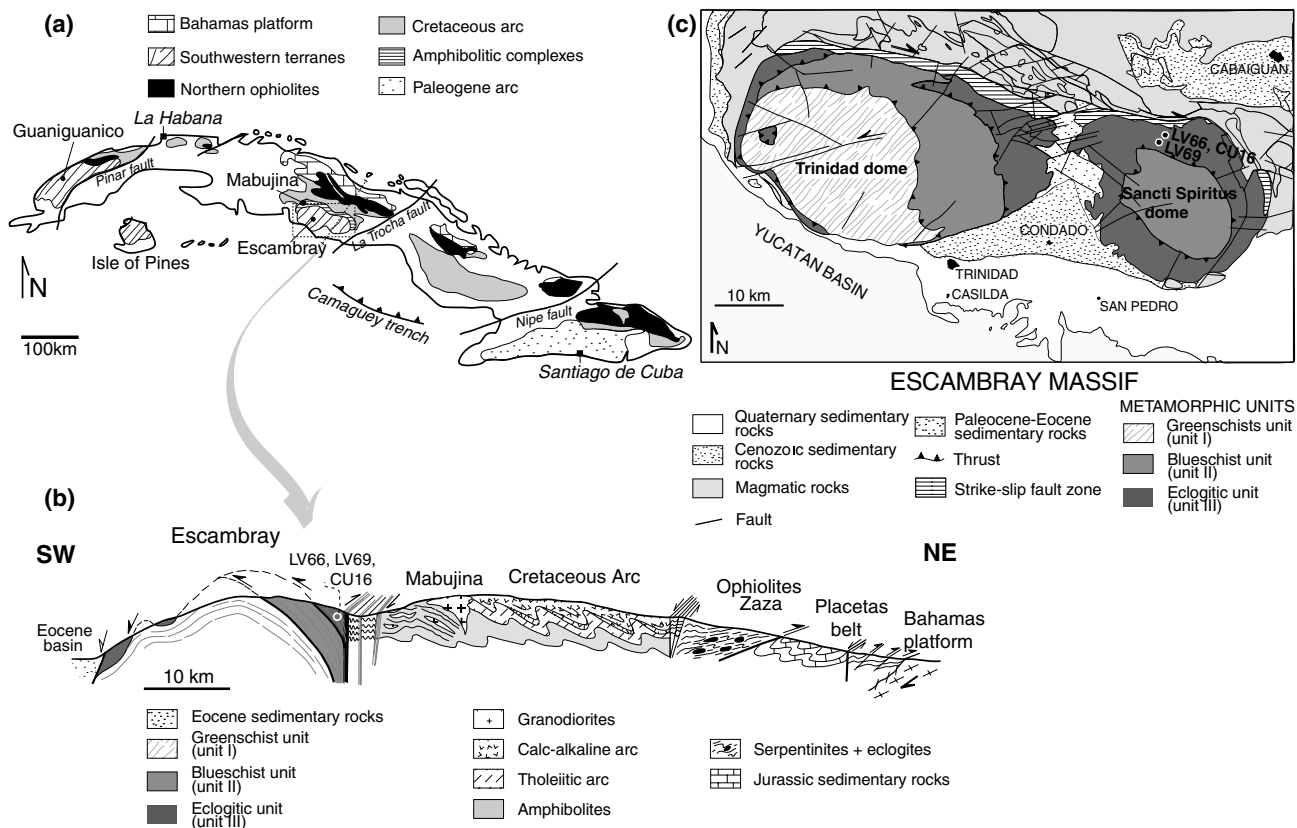 (a)
Bahamas platform
Southwestern terranes
Northern ophiolites
Cretaceous arc
Amphibolitic complexes
Paleogene arc
Guaniguanico
La Habana
Pinar fault
Mabujina
Escambray
La Trocha fault
Isle of Pines
N
100km
Camaguey trench
Nipe fault
Santiago de Cuba
(c)
CABAIGUAN
LV66, CU16
LV69
Trinidad dome
Sancti Spiritus
dome
YUCATAN BASIN
CONDADO
TRINIDAD
CASILDA
SAN PEDRO
10 km
N
ESCAMBRAY MASSIF
Quaternary sedimentary
rocks
Cenozoic sedimentary
rocks
Magmatic rocks
Fault
Paleocene-Eocene
sedimentary rocks
Thrust
Strike-slip fault zone
METAMORPHIC UNITS
Greenschists unit
(unit I)
Blueschist unit
(unit II)
Eclogitic unit
(unit III)
(b)
SW
NE
Escambray
LV66, LV69,
CU16
Mabujina
Cretaceous Arc
Ophiolites
Zaza
Placetas
belt
Bahamas
platform
Eocene
basin
10 km
Eocene sedimentary rocks
Greenschist unit
(unit I)
Blueschist unit
(unit II)
Eclogitic unit
(unit III)
Granodiorites
Calc-alkaline arc
Tholeiitic arc
Amphibolites
Serpentinites + eclogites
Jurassic sedimentary rocks